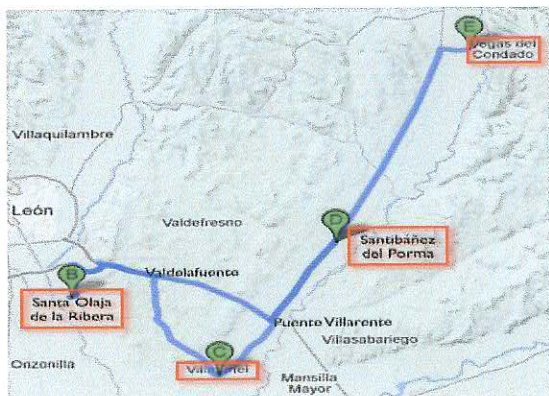 E
Vegas del
Condado
Villaquilambre
León
Valdefresno
D
Santibáñez
del Porma
B
Valdelafuente
Santa Olaja
de la Ribera
Puente Villarente
C
Villasabariego
Onzonilla
Mansilla
Mayor